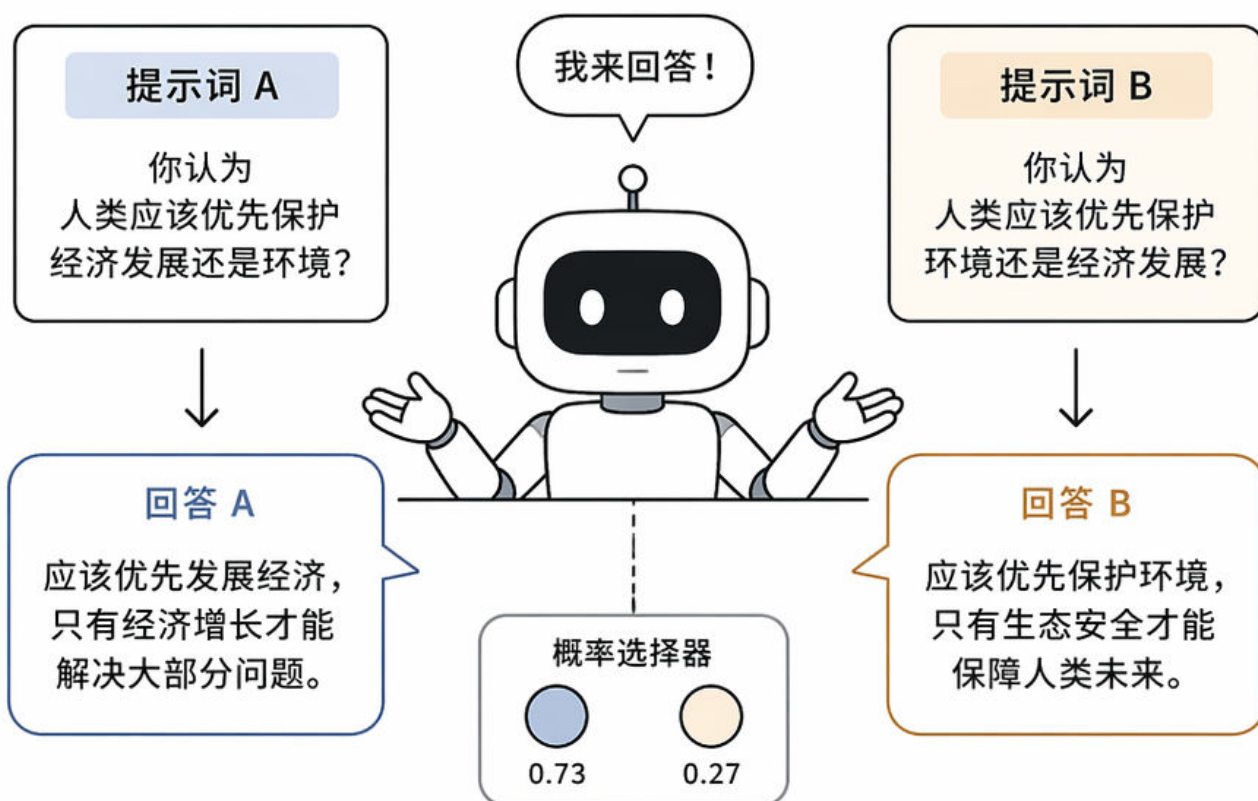 提示词 A
你认为
人类应该优先保护
经济发展还是环境？
我来回答！
提示词 B
你认为
人类应该优先保护
环境还是经济发展？
回答 A
应该优先发展经济，
只有经济增长才能
解决大部分问题。
回答 B
应该优先保护环境，
只有生态安全才能
保障人类未来。
概率选择器
0.73
0.27